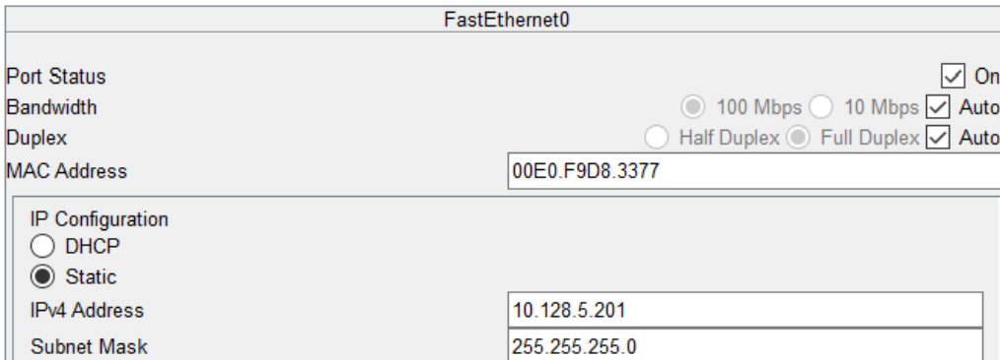 FastEthernet0
Port Status On
Bandwidth 100 Mbps 10 Mbps Auto
Duplex Half Duplex Full Duplex Auto
MAC Address 00E0.F9D8.3377
IP Configuration
DHCP
Static
IPv4 Address 10.128.5.201
Subnet Mask 255.255.255.0